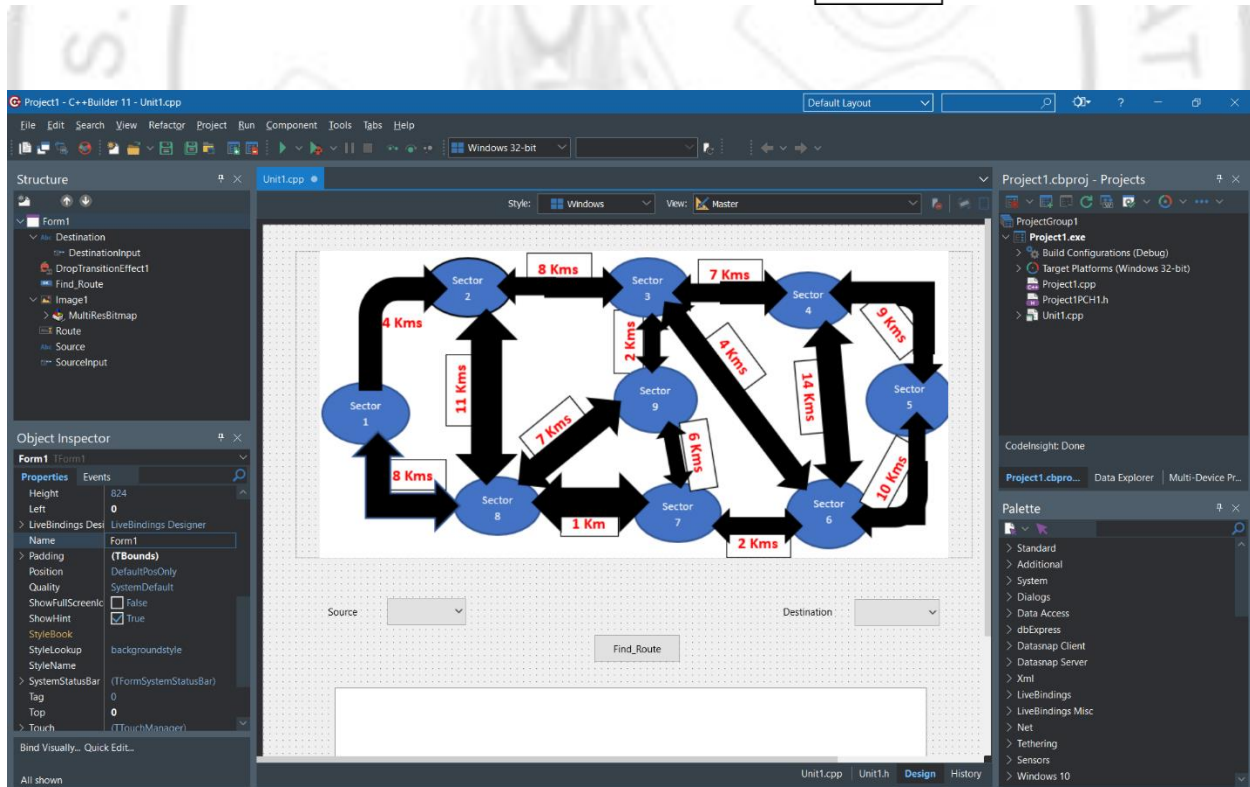 Project1 - C++Builder 11 - Unit1.cpp
Default Layout
?
File Edit Search View Refactor Project Run Component Tools Tabs Help
Windows 32-bit
Structure
Form1
Destination
DestinationInput
DropTransitionEffect1
Find_Route
Image1
MultiResBitmap
Route
Source
SourceInput
Object Inspector
Form1 TForm1
Properties Events
Height 824
Left 0
LiveBindings Desi LiveBindings Designer
Name Form1
Padding (TBounds)
Position DefaultPosOnly
Quality SystemDefault
ShowFullScreenIc False
ShowHint True
StyleBook
StyleLookup backgroundstyle
StyleName
SystemStatusBar (TFormSystemStatusBar)
Tag 0
Top 0
Touch (TTouchManager)
Bind Visually... Quick Edit...
All shown
Unit1.cpp
Style: Windows View: Master
Sector
2
8 Kms
Sector
3
7 Kms
Sector
4
9 Kms
4 Kms
2 Kms
4 Kms
11 Kms
14 Kms
Sector
1
Sector
9
Sector
5
7 Kms
6 Kms
8 Kms
10 Kms
Sector
8
1 Km
Sector
7
2 Kms
Sector
6
Source
Destination
Find_Route
Unit1.cpp Unit1.h Design History
Project1.cbproj - Projects
ProjectGroup1
Project1.exe
Build Configurations (Debug)
Target Platforms (Windows 32-bit)
Project1.cpp
Project1PCH1.h
Unit1.cpp
CodeInsight: Done
Project1.cbpro... Data Explorer Multi-Device Pr...
Palette
Standard
Additional
System
Dialogs
Data Access
dbExpress
Datasnap Client
Datasnap Server
Xml
LiveBindings
LiveBindings Misc
Net
Tethering
Sensors
Windows 10